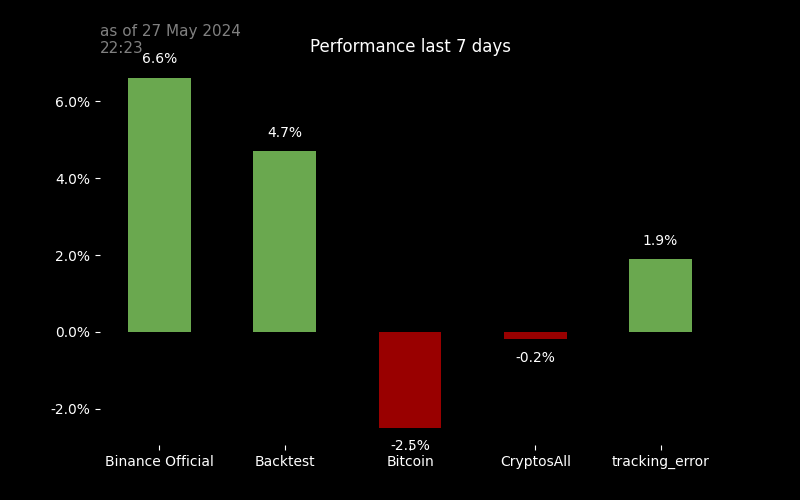 as of 27 May 2024
22:23
Performance last 7 days
6.6%
6.0%
4.7%
4.0%
2.0%
1.9%
0.0%
-0.2%
-2.0%
-2.5%
Binance Official
Backtest
Bitcoin
CryptosAll
tracking_error